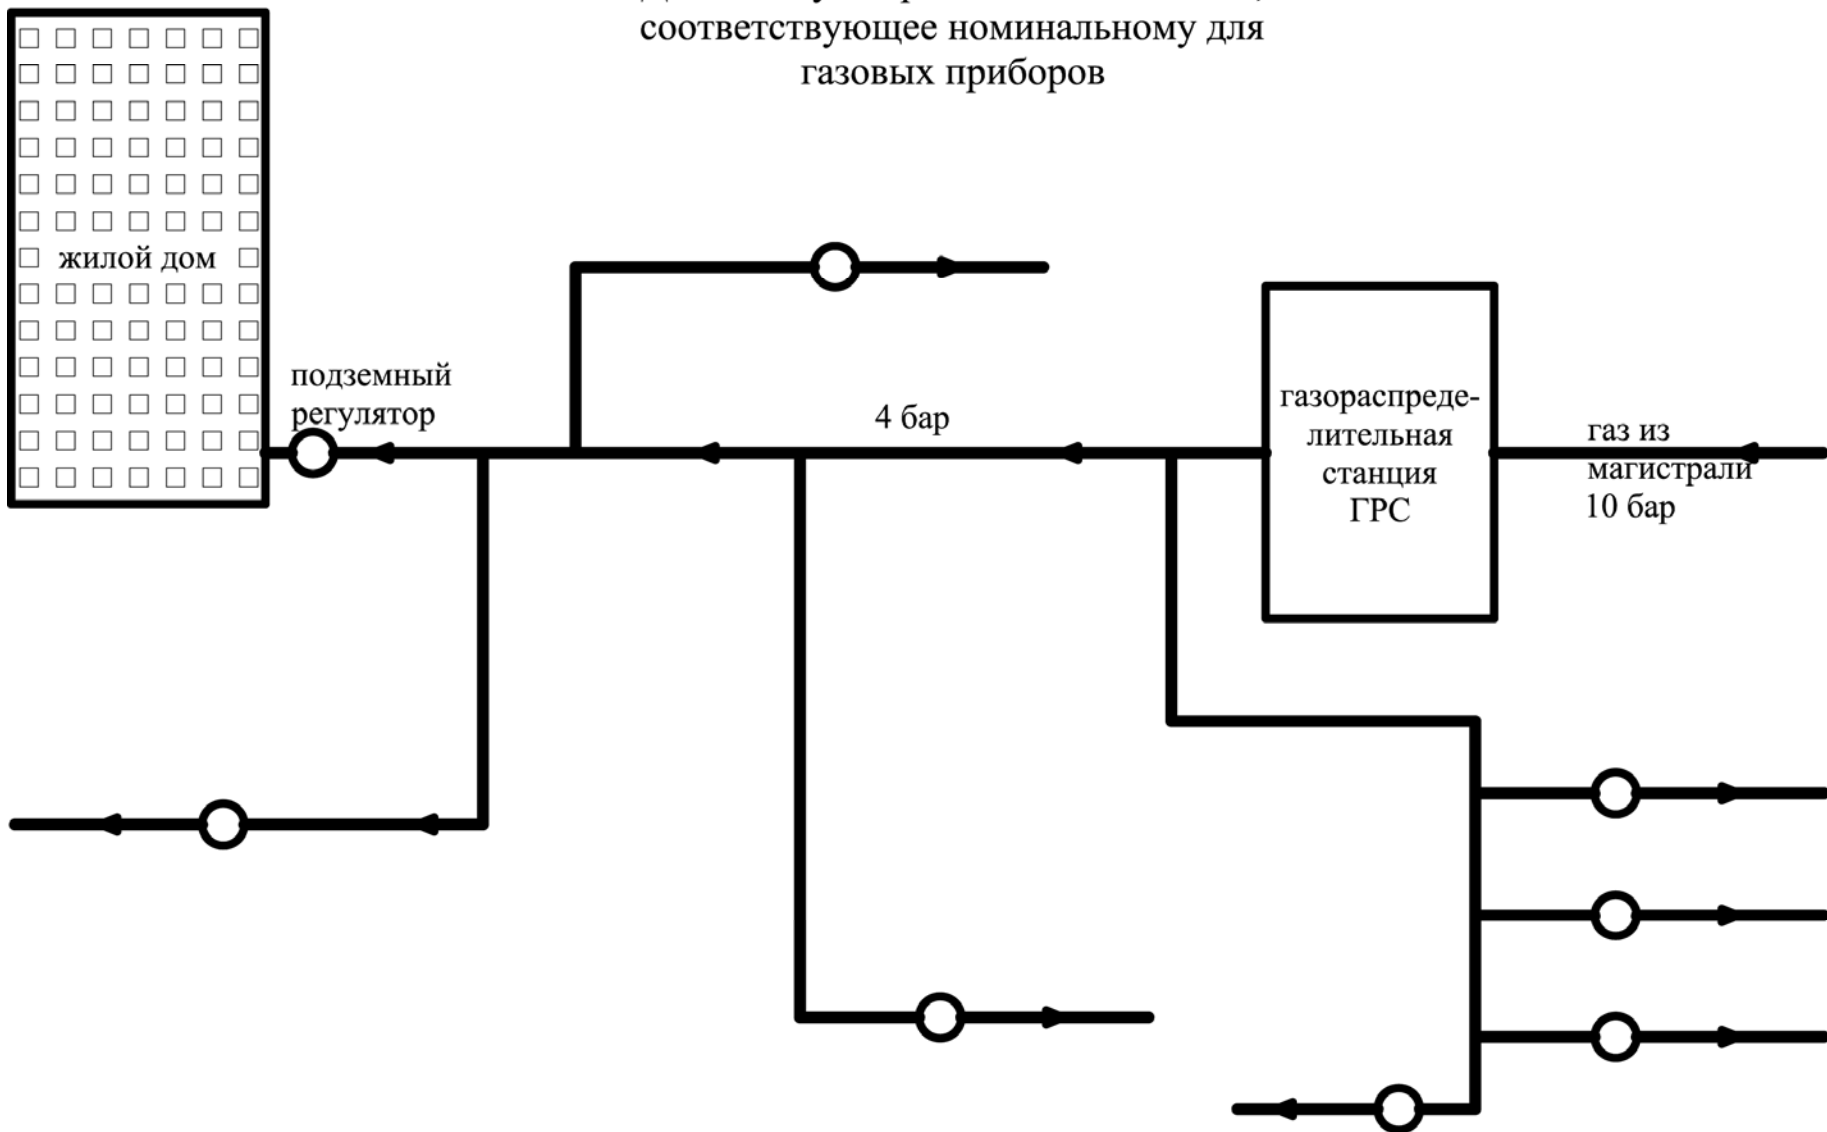 соответствующее номинальному для
газовых приборов
жилой дом
подземный
регулятор
4 бар
газораспреде-
лительная
станция
ГРС
газ из
магистрали
10 бар